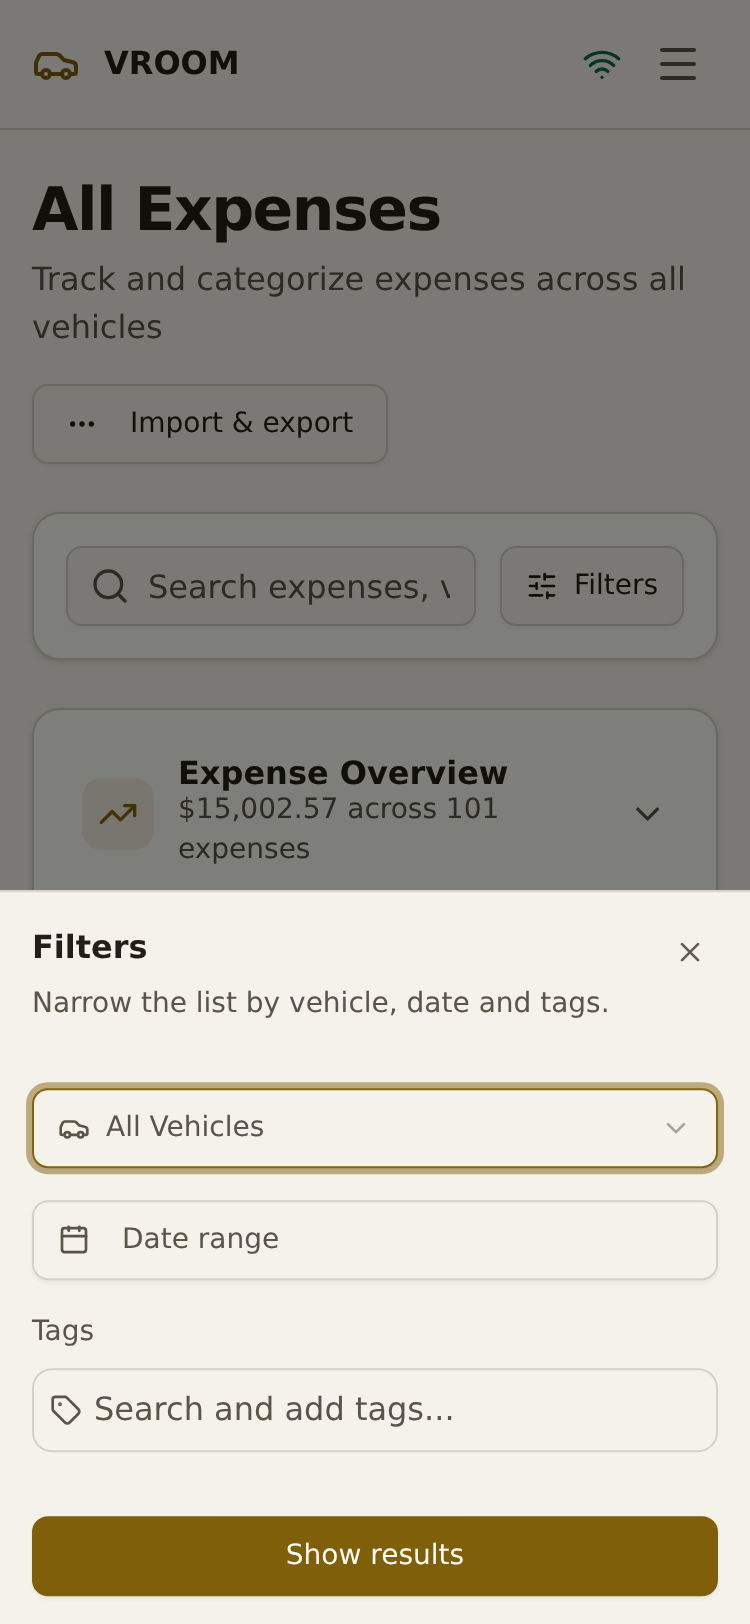 VROOM
All Expenses
Track and categorize expenses across all
vehicles
Import & export
Search expenses,
Filters
Expense Overview
$15,002.57 across 101
expenses
Filters
Narrow the list by vehicle, date and tags.
All Vehicles
Date range
Tags
Search and add tags...
Show results